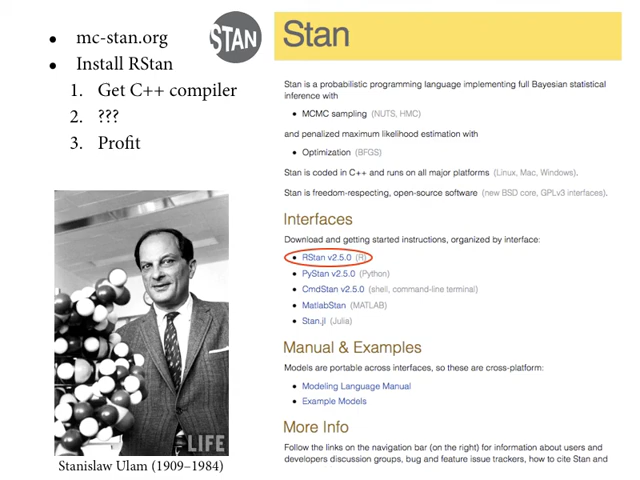 • mc-stan.org
• Install RStan
1. Get C++ compiler
2. ???
3. Profit
STAN
LIFE
Stanislaw Ulam (1909–1984)
Stan
Stan is a probabilistic programming language implementing full Bayesian statistical
inference with
• MCMC sampling (NUTS, HMC)
and penalized maximum likelihood estimation with
• Optimization (BFGS)
Stan is coded in C++ and runs on all major platforms (Linux, Mac, Windows).
Stan is freedom-respecting, open-source software (new BSD core, GPLv3 interfaces).
Interfaces
Download and getting started instructions, organized by interface:
• RStan v2.5.0 (R)
• PyStan v2.5.0 (Python)
• CmdStan v2.5.0 (shell, command-line terminal)
• MatlabStan (MATLAB)
• Stan.jl (Julia)
Manual & Examples
Models are portable across interfaces, so these are cross-platform:
• Modeling Language Manual
• Example Models
More Info
Follow the links on the navigation bar (on the right) for information about users and
developers discussion groups, bug and feature issue trackers, how to cite Stan and